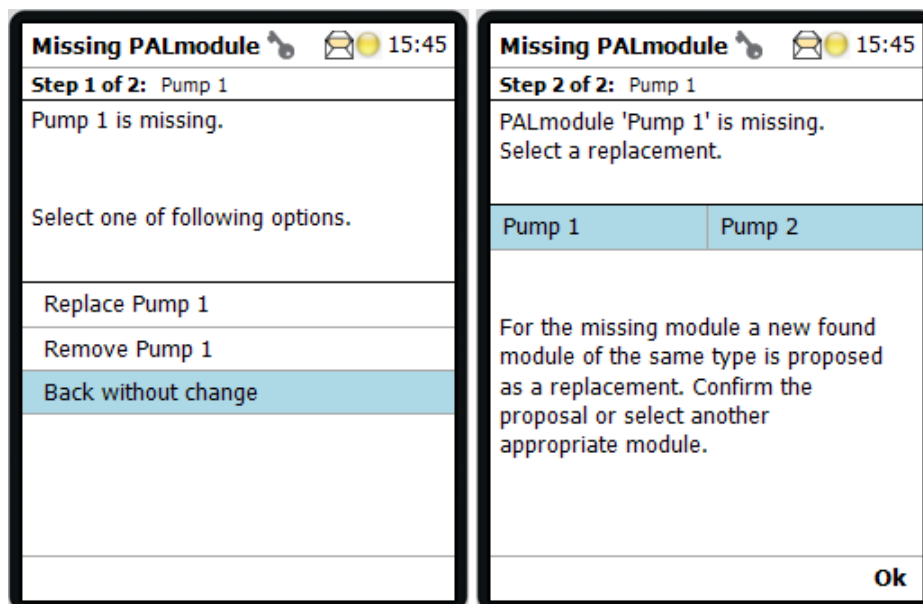 Missing PALmodule 15:45
Step 1 of 2: Pump 1
Pump 1 is missing.
Select one of following options.
Replace Pump 1
Remove Pump 1
Back without change
Missing PALmodule 15:45
Step 2 of 2: Pump 1
PALmodule 'Pump 1' is missing.
Select a replacement.
Pump 1 Pump 2
For the missing module a new found
module of the same type is proposed
as a replacement. Confirm the
proposal or select another
appropriate module.
Ok